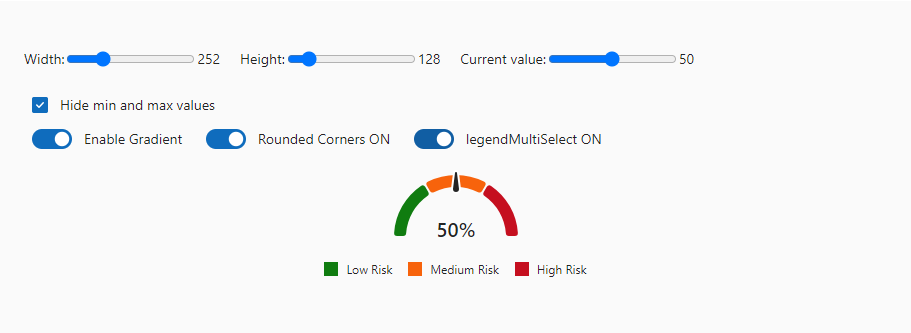 Width: 252 Height: 128 Current value: 50
Hide min and max values
Enable Gradient Rounded Corners ON legendMultiSelect ON
50%
Low Risk Medium Risk High Risk